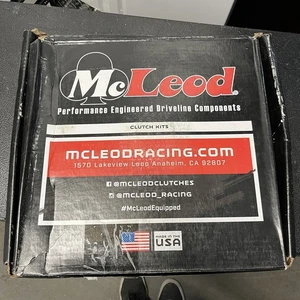 McLeod
Performance Engineered Driveline Components
CLUTCH KITS
MCLEODRACING.COM
1570 Lakeview Loop Anaheim, CA 92807
@MCLEODCLUTCHES
@MCLEOD_RACING
#McLeodEquipped
MADE IN THE
USA